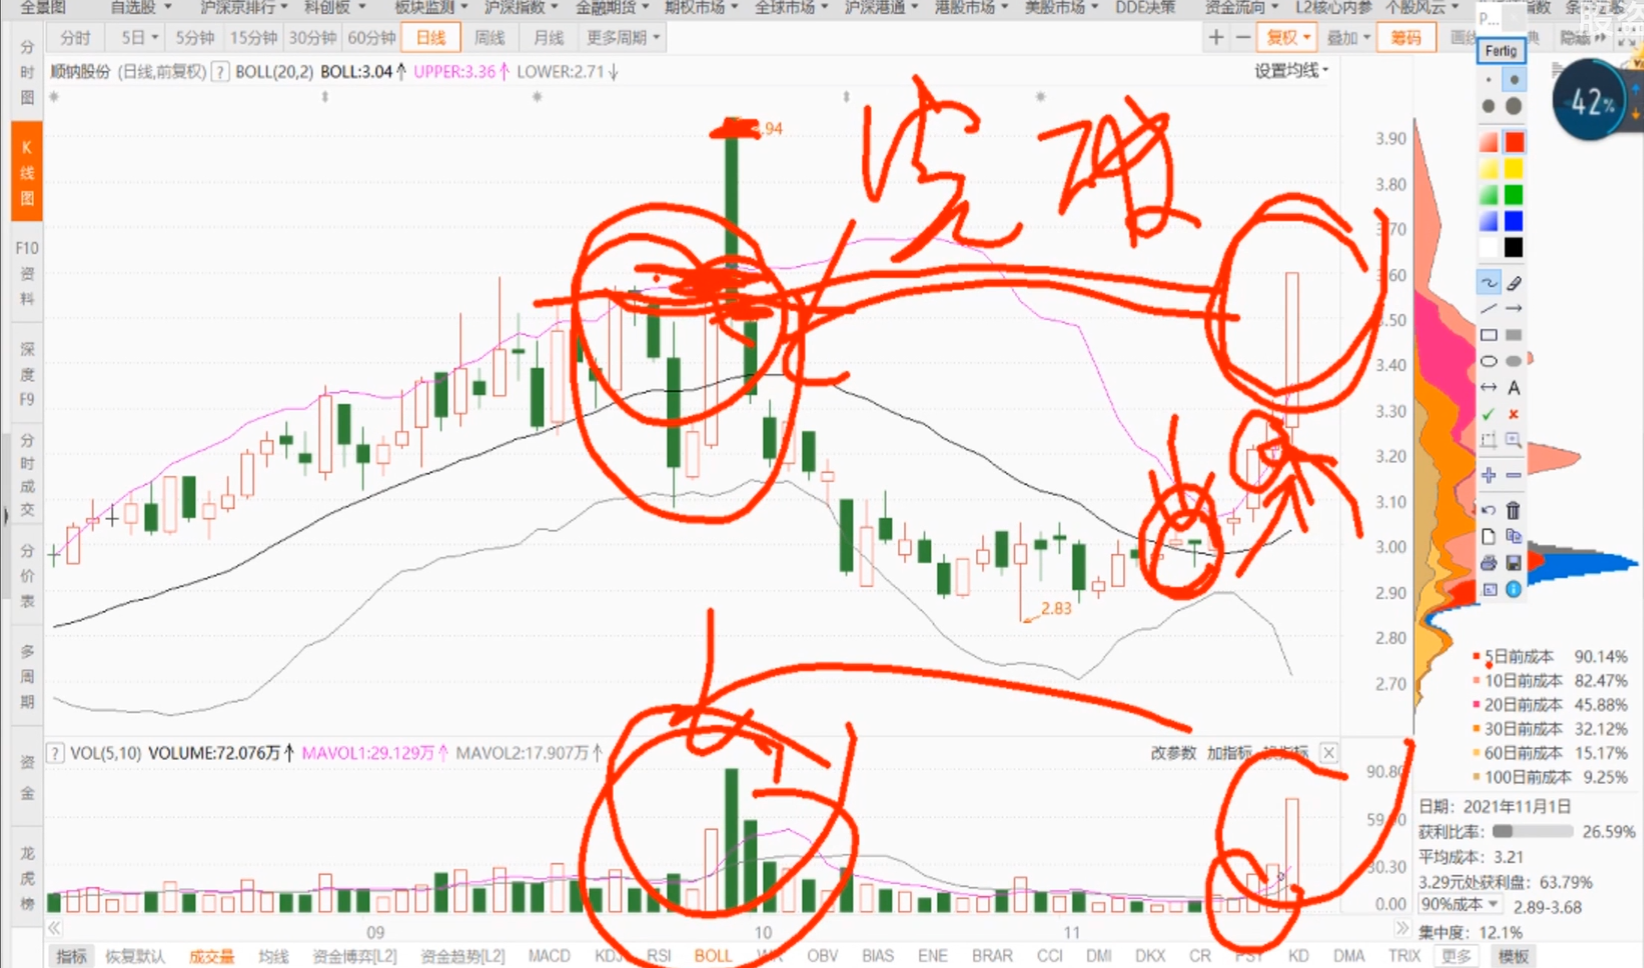 全景图 自选股 沪深京排行 科创板 板块监测 沪深指数 金融期货 期权市场 全球市场 沪深港通 港股市场 美股市场 DDE决策 资金流向 L2核心内参 个股风云
分时 5日 5分钟 15分钟 30分钟 60分钟 日线 周线 月线 更多周期 + − 复权 叠加 筹码 画线 隐藏
P...
Fertig
42%
顺纳股份 (日线,前复权) ? BOLL(20,2) BOLL:3.04 UPPER:3.36 LOWER:2.71 设置均线
分时图
K线图
F10资料
深度F9
分时成交
分价表
多周期
资金
龙虎榜
.94
3.90
3.80
.70
.60
3.50
3.40
3.30
3.20
3.10
3.00
2.90
2.80
2.70
2.83
A
5日前成本 90.14%
10日前成本 82.47%
20日前成本 45.88%
30日前成本 32.12%
60日前成本 15.17%
100日前成本 9.25%
? VOL(5,10) VOLUME:72.076万 MAVOL1:29.129万 MAVOL2:17.907万 改参数 加指标 换指标
90.80
30.30
0.00
日期: 2021年11月1日
获利比率: 26.59%
平均成本: 3.21
3.29元处获利盘: 63.79%
90%成本 2.89-3.68
集中度: 12.1%
09 10 11
指标 恢复默认 成交量 均线 资金博弈[L2] 资金趋势[L2] MACD KDJ RSI BOLL OBV BIAS ENE BRAR CCI DMI DKX CR PSY KD DMA TRIX 更多 模板